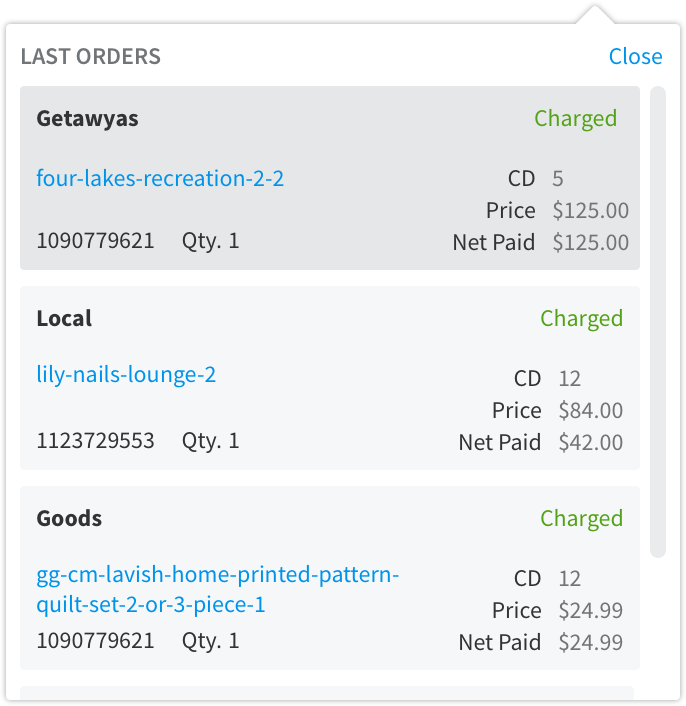 LAST ORDERS Close
Getawyas Charged
four-lakes-recreation-2-2 CD 5
Price $125.00
1090779621 Qty. 1 Net Paid $125.00
Local Charged
lily-nails-lounge-2 CD 12
Price $84.00
1123729553 Qty. 1 Net Paid $42.00
Goods Charged
gg-cm-lavish-home-printed-pattern- CD 12
quilt-set-2-or-3-piece-1 Price $24.99
1090779621 Qty. 1 Net Paid $24.99